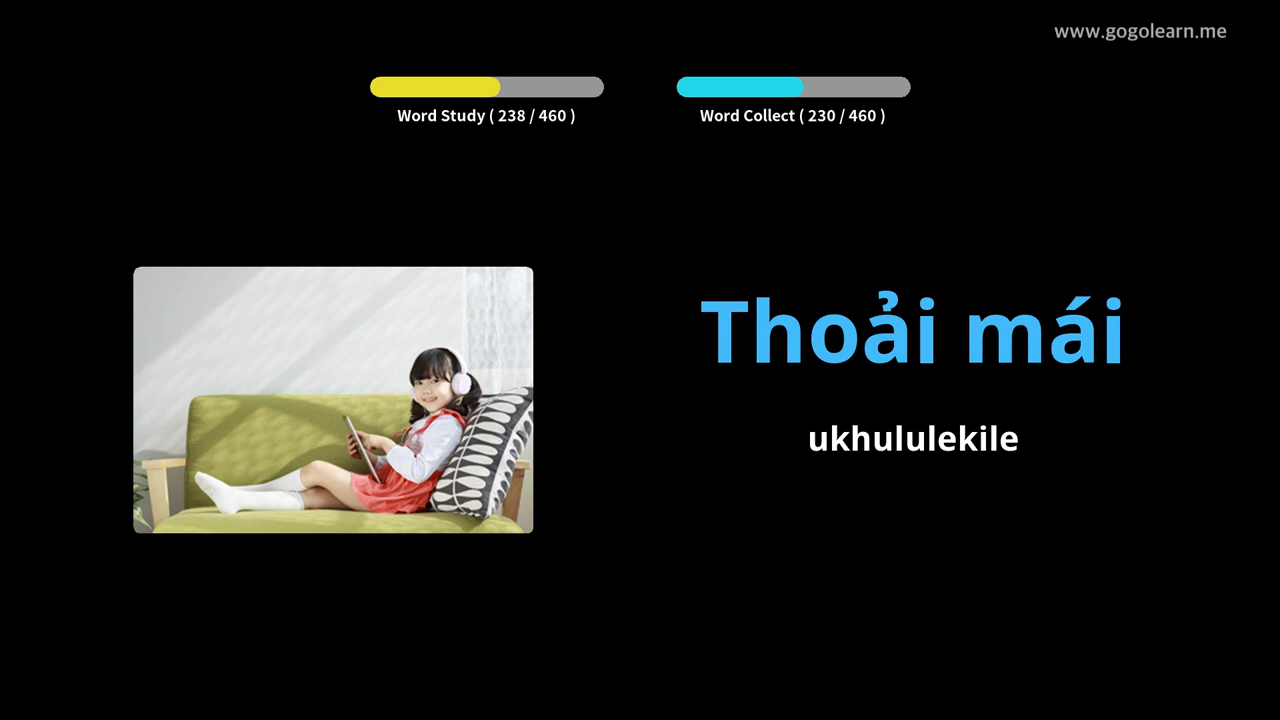 www.gogolearn.me
Word Study ( 238 / 460 )
Word Collect ( 230 / 460 )
Thoải mái
ukhululekile